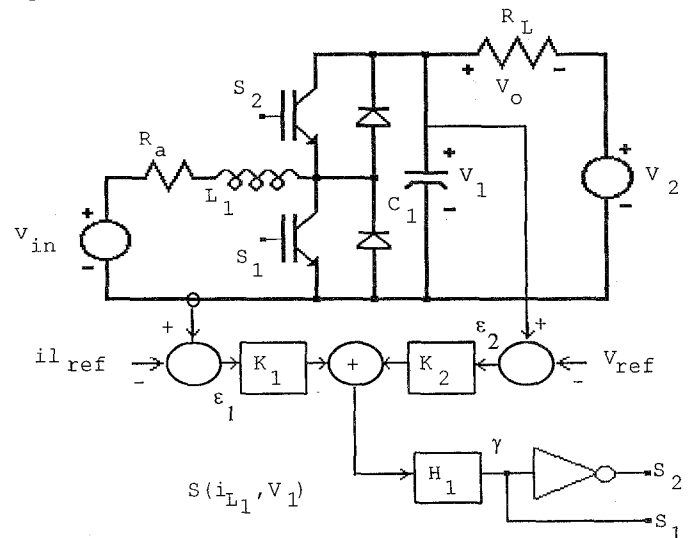 R_L
+ -
V_o
S_2
R_a
L_1
+
V_1
-
C_1
+
V_2
-
+
V_in
-
S_1
+
ε_2
+
il_ref
-
K_1
+
K_2
-
V_ref
ε_1
γ
H_1
S_2
S(i_L1,V_1)
S_1